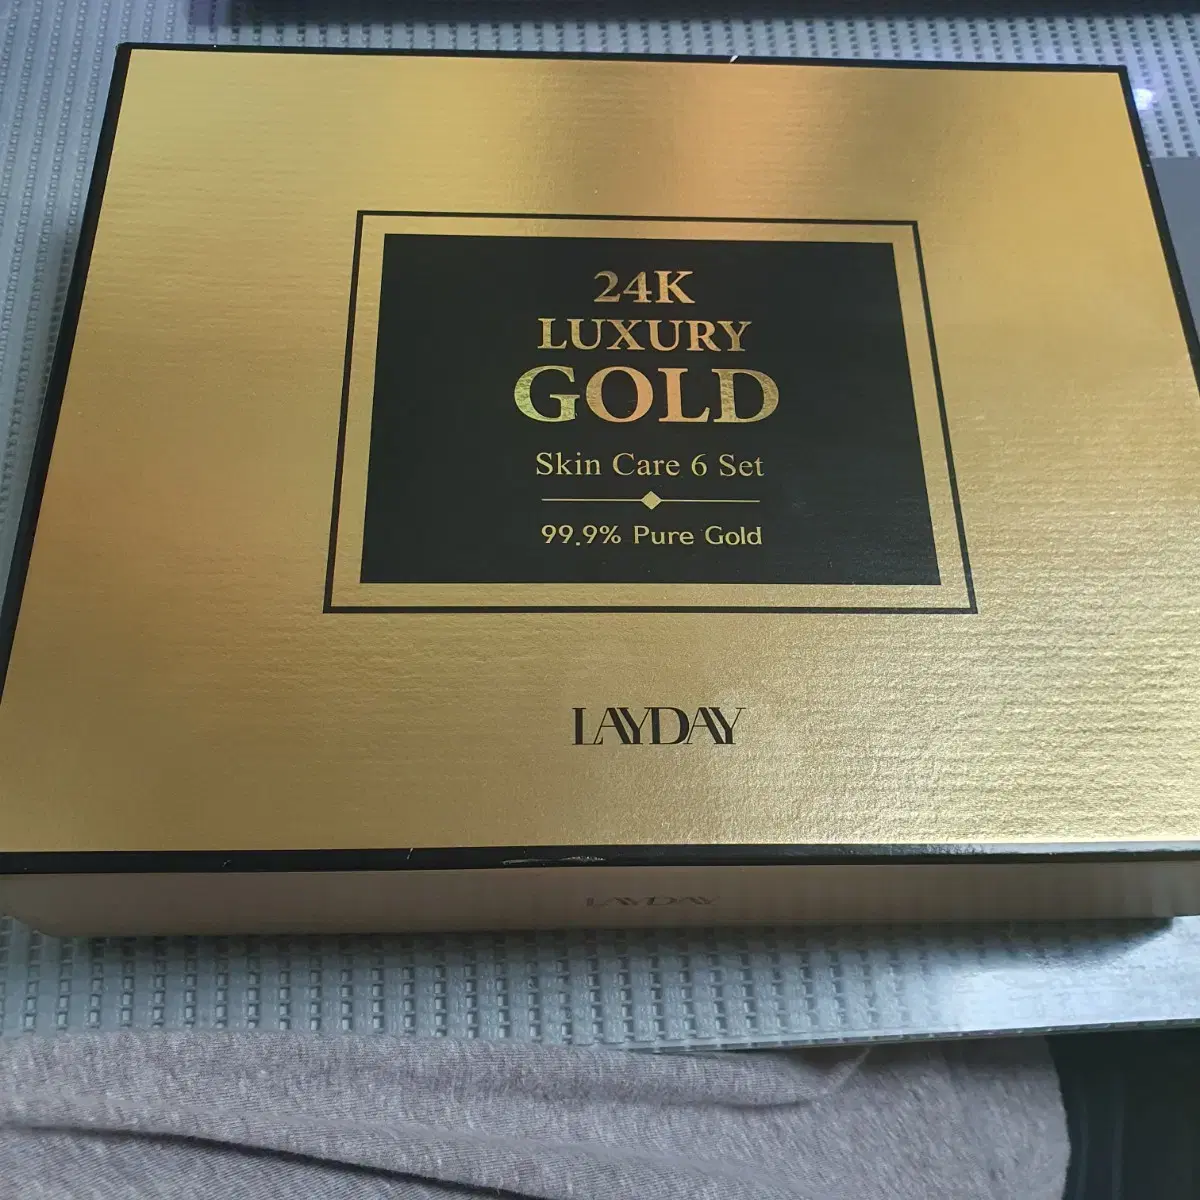 24K
LUXURY
GOLD
Skin Care 6 Set
99.9% Pure Gold
LAYDAY
LAYDAY